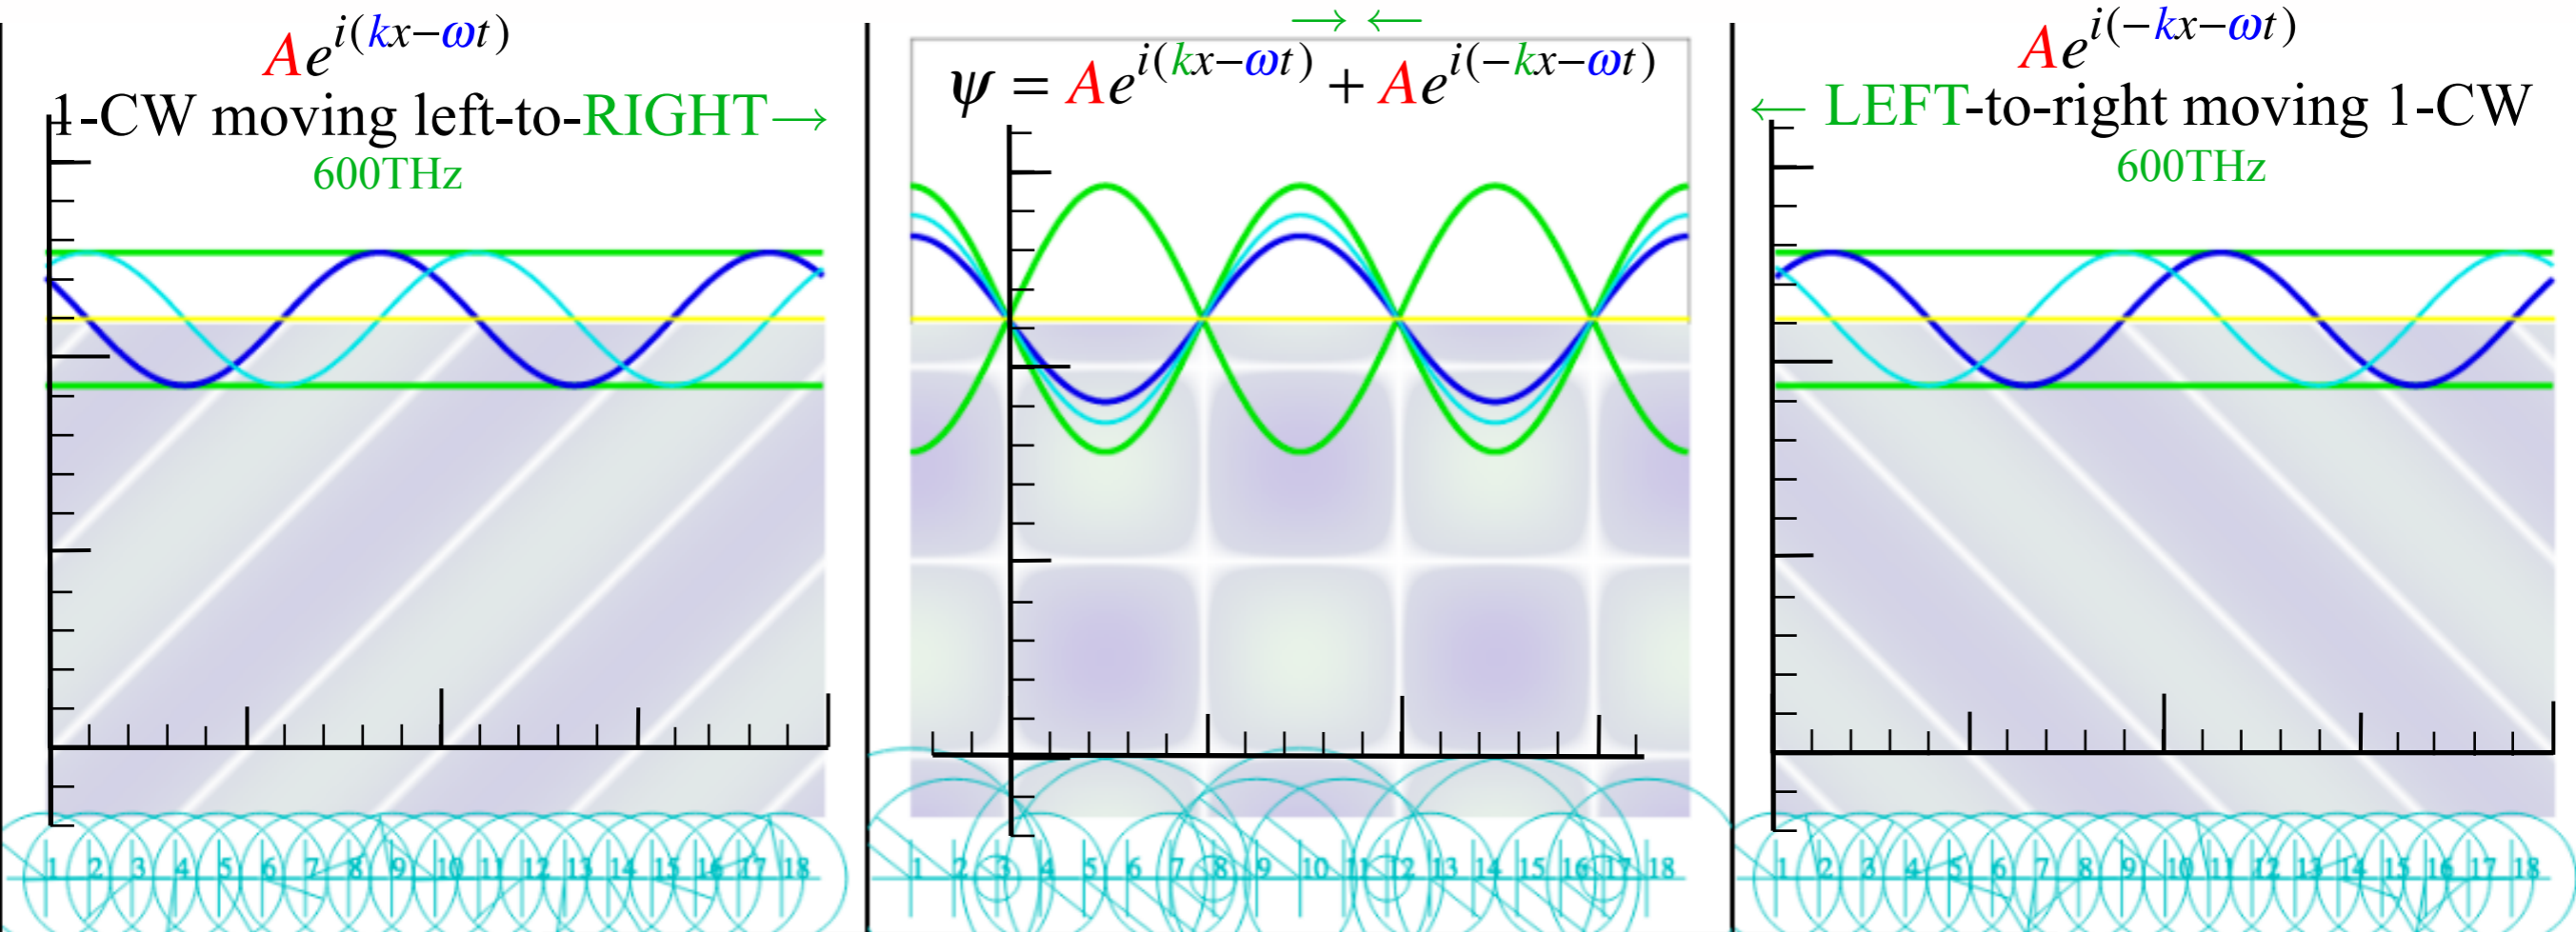 Ae^{i(kx−ωt)}
1-CW moving left-to-RIGHT→
600THz
1 2 3 4 5 6 7 8 9 10 11 12 13 14 15 16 17 18
→ ←
ψ = Ae^{i(kx−ωt)} + Ae^{i(−kx−ωt)}
1 2 3 4 5 6 7 8 9 10 11 12 13 14 15 16 17 18
Ae^{i(−kx−ωt)}
← LEFT-to-right moving 1-CW
600THz
1 2 3 4 5 6 7 8 9 10 11 12 13 14 15 16 17 18